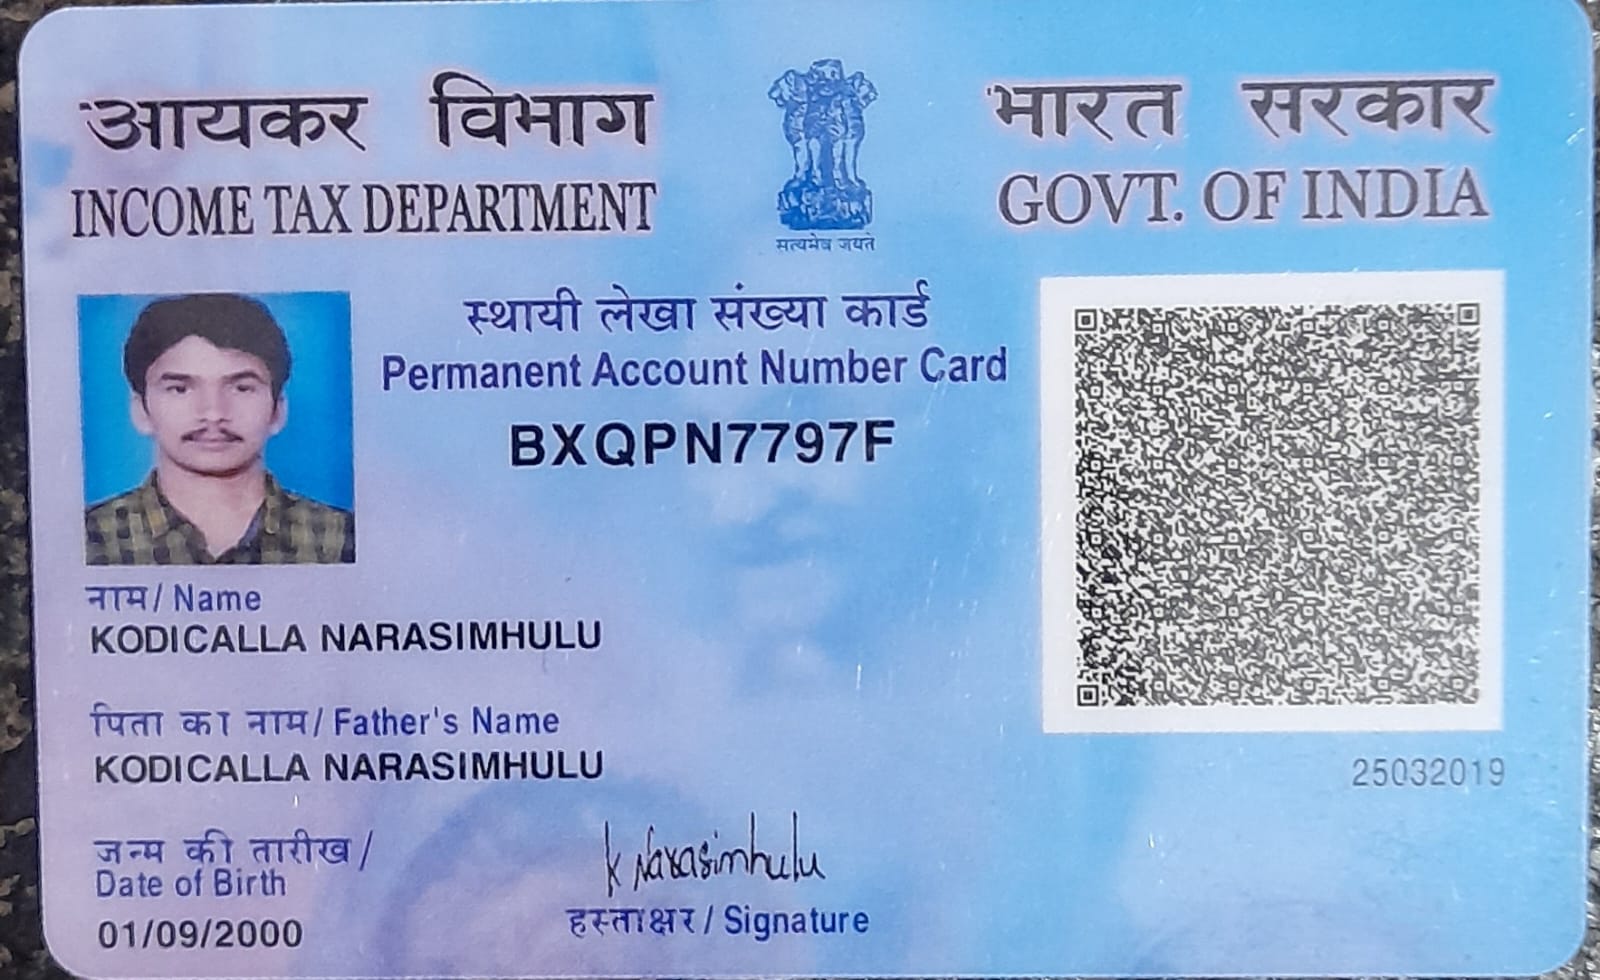 आयकर विभाग
INCOME TAX DEPARTMENT
सत्यमेव जयते
भारत सरकार
GOVT. OF INDIA
स्थायी लेखा संख्या कार्ड
Permanent Account Number Card
BXQPN7797F
नाम / Name
KODICALLA NARASIMHULU
पिता का नाम / Father's Name
KODICALLA NARASIMHULU
25032019
जन्म की तारीख /
Date of Birth
01/09/2000
K Narasimhulu
हस्ताक्षर / Signature